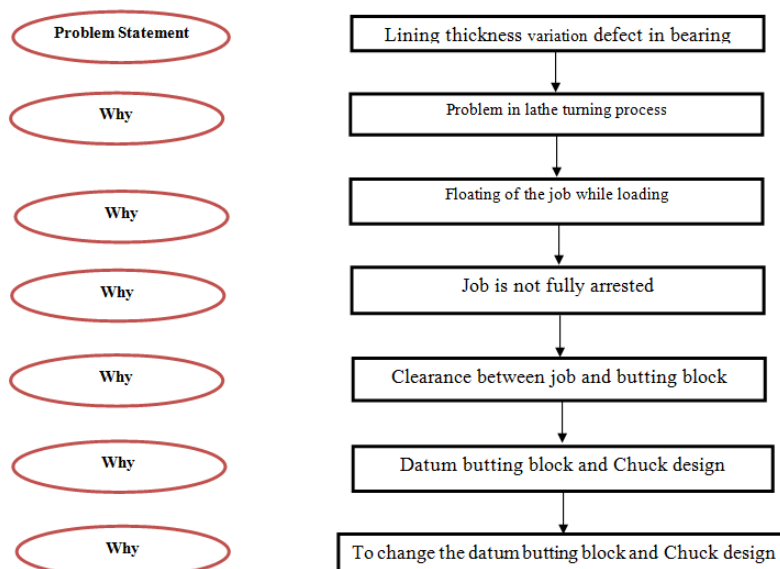 Problem Statement
Lining thickness variation defect in bearing
Why
Problem in lathe turning process
Why
Floating of the job while loading
Why
Job is not fully arrested
Why
Clearance between job and butting block
Why
Datum butting block and Chuck design
Why
To change the datum butting block and Chuck design